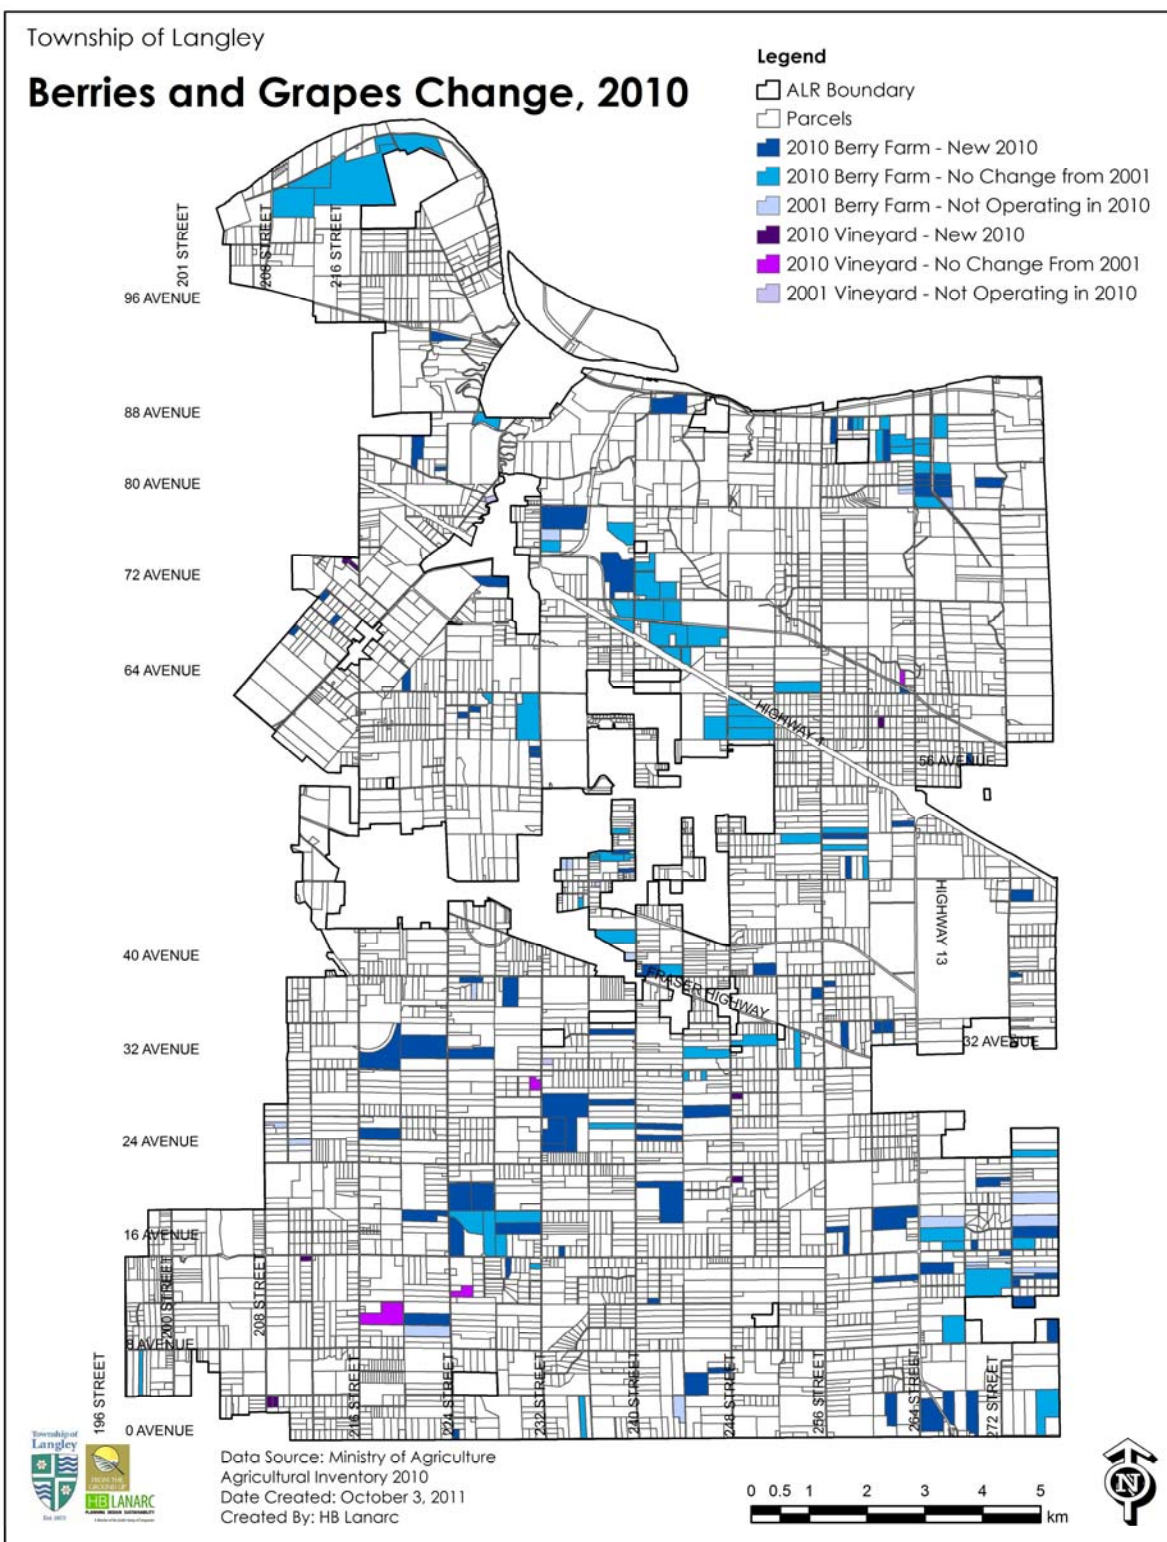 Township of Langley
Berries and Grapes Change, 2010
Legend
ALR Boundary
Parcels
2010 Berry Farm - New 2010
2010 Berry Farm - No Change from 2001
2001 Berry Farm - Not Operating in 2010
2010 Vineyard - New 2010
2010 Vineyard - No Change From 2001
2001 Vineyard - Not Operating in 2010
201 STREET
208 STREET
216 STREET
96 AVENUE
88 AVENUE
80 AVENUE
72 AVENUE
64 AVENUE
HIGHWAY 1
56 AVENUE
HIGHWAY 13
40 AVENUE
FRASER HIGHWAY
32 AVENUE
32 AVENUE
24 AVENUE
16 AVENUE
200 STREET
208 STREET
8 AVENUE
196 STREET
216 STREET
224 STREET
232 STREET
240 STREET
248 STREET
256 STREET
264 STREET
272 STREET
0 AVENUE
Township of
Langley
Est. 1873
FROM THE
GROUND UP
HB LANARC
Data Source: Ministry of Agriculture
Agricultural Inventory 2010
Date Created: October 3, 2011
Created By: HB Lanarc
0 0.5 1 2 3 4 5
km
N